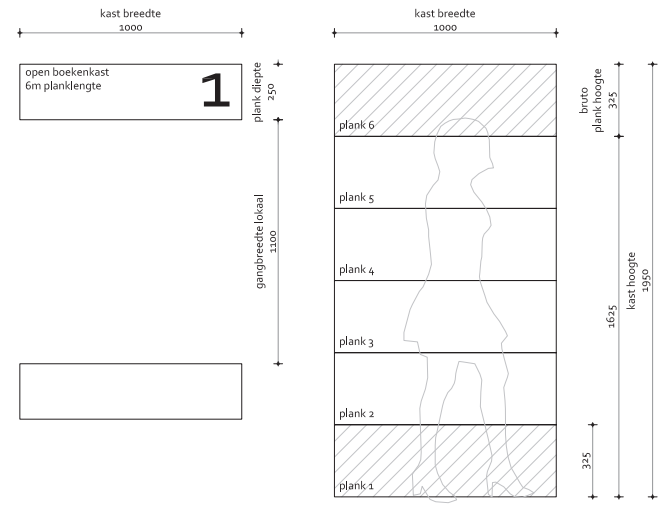 kast breedte
1000
open boekenkast
6m planklengte
1
plank diepte
250
gangbreedte lokaal
1100
kast breedte
1000
plank 6
plank 5
plank 4
plank 3
plank 2
plank 1
bruto
plank hoogte
325
1625
kast hoogte
1950
325